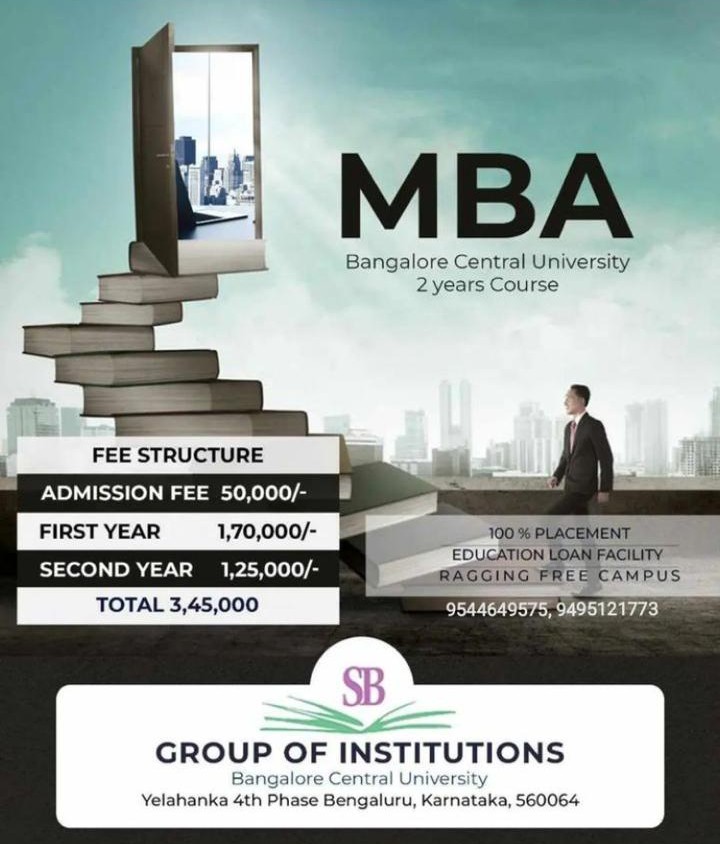 MBA
Bangalore Central University
2 years Course
FEE STRUCTURE
ADMISSION FEE 50,000/-
FIRST YEAR 1,70,000/-
SECOND YEAR 1,25,000/-
TOTAL 3,45,000
100 % PLACEMENT
EDUCATION LOAN FACILITY
RAGGING FREE CAMPUS
9544649575, 9495121773
SB
GROUP OF INSTITUTIONS
Bangalore Central University
Yelahanka 4th Phase Bengaluru, Karnataka, 560064